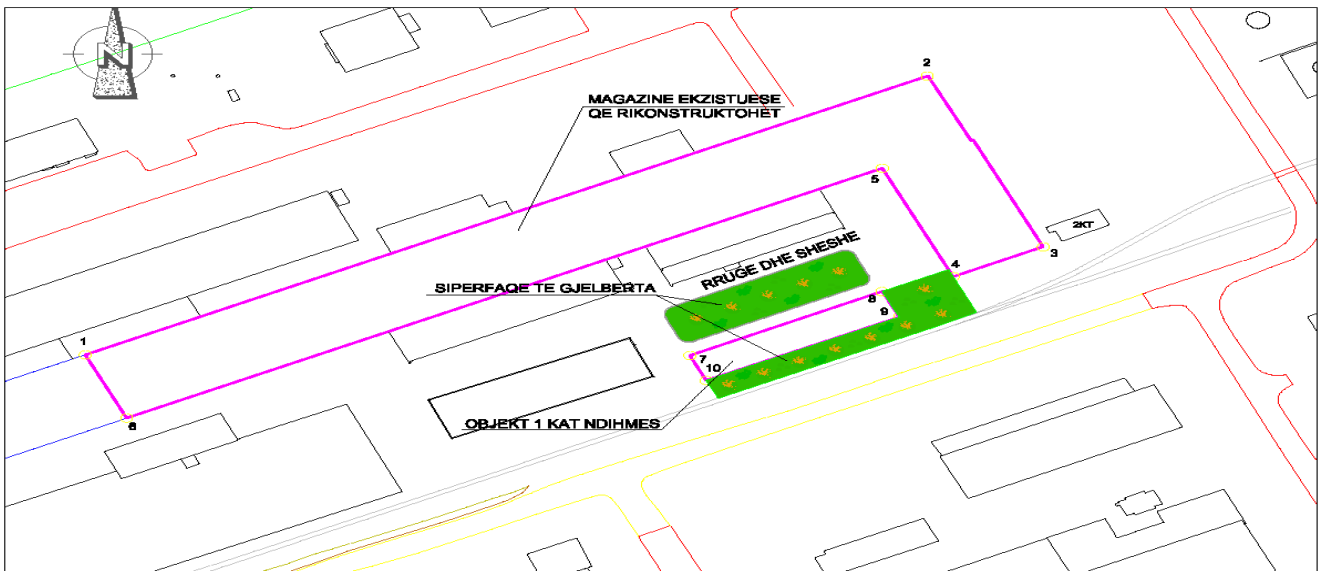 N
2
MAGAZINE EKZISTUESE
QE RIKONSTRUKTOHET
5
2KT
3
RRUGE DHE SHESHE
4
SIPERFAQE TE GJELBERTA
8
9
1
7
10
6
OBJEKT 1 KAT NDIHMES